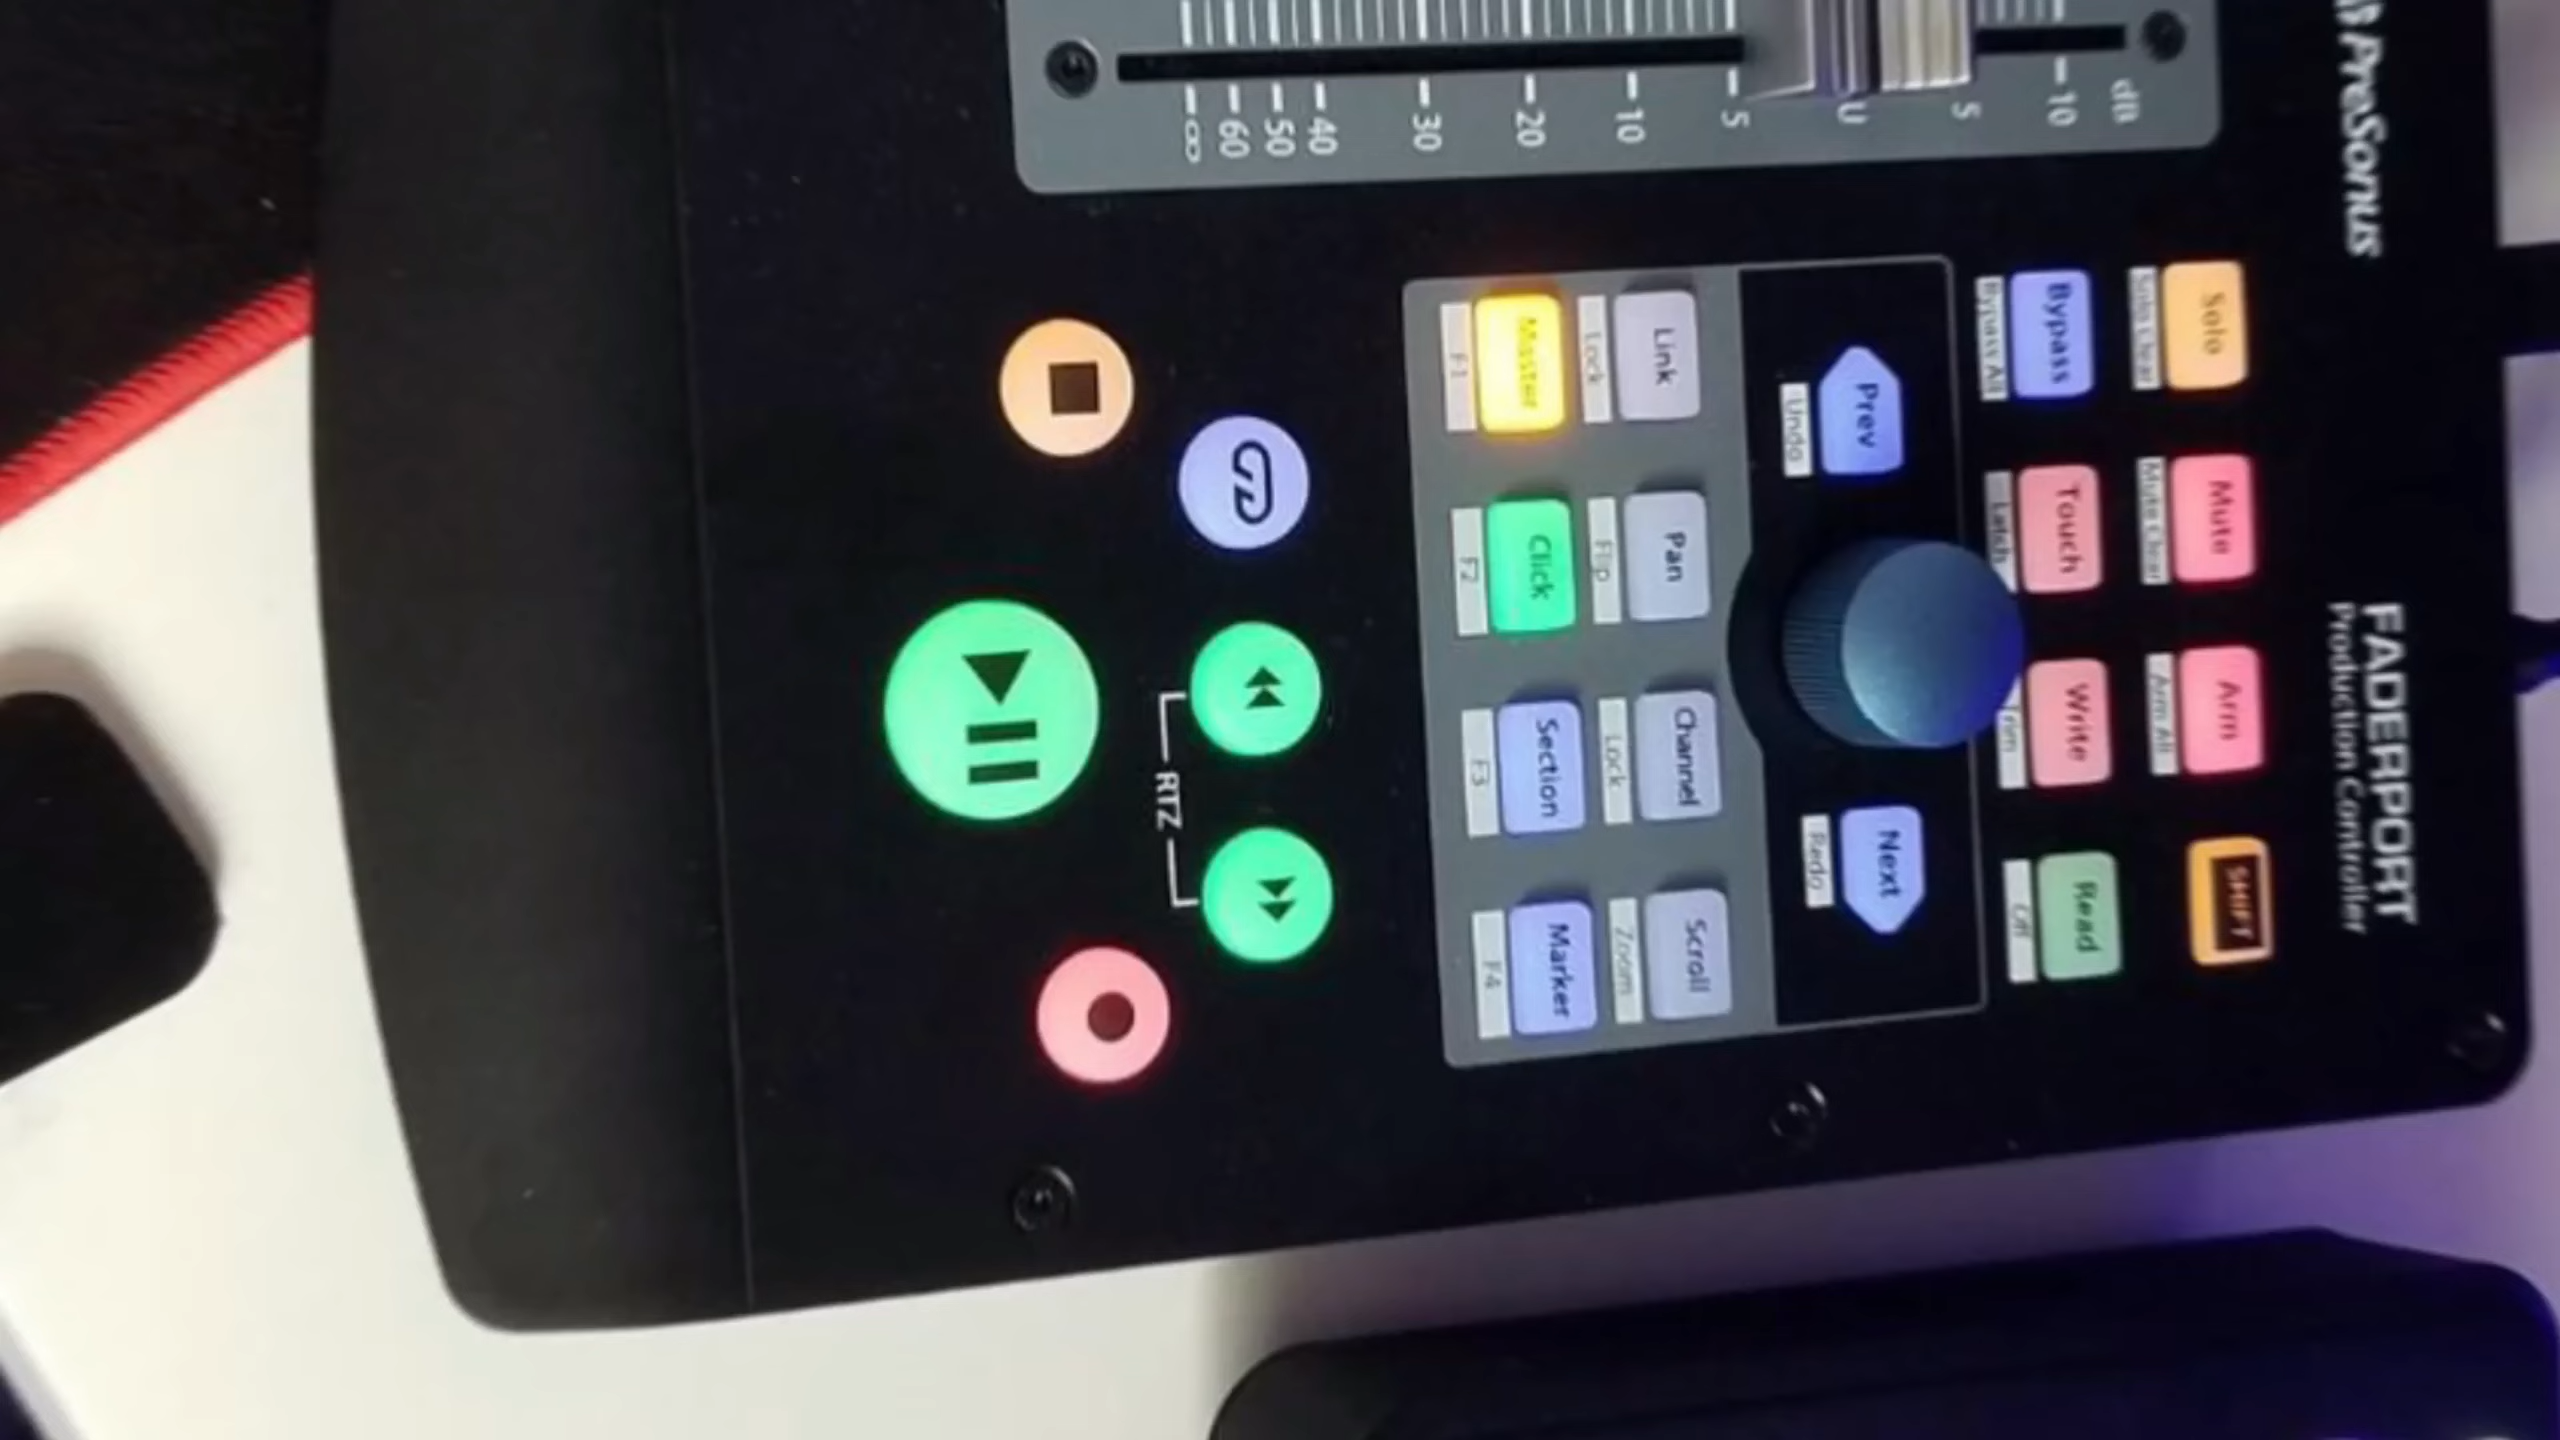 PreSonus
FADERPORT
Production Controller
dB
10
5
U
5
10
20
30
40
50
60
∞
Solo
Mute
Arm
SHIFT
Solo Clear
Mute Clear
Arm All
Bypass
Touch
Write
Read
Bypass All
Latch
Trim
Off
Prev
Next
Undo
Redo
Link
Pan
Channel
Scroll
Lock
Flip
Lock
Zoom
Master
Click
Section
Marker
F1
F2
F3
F4
RTZ